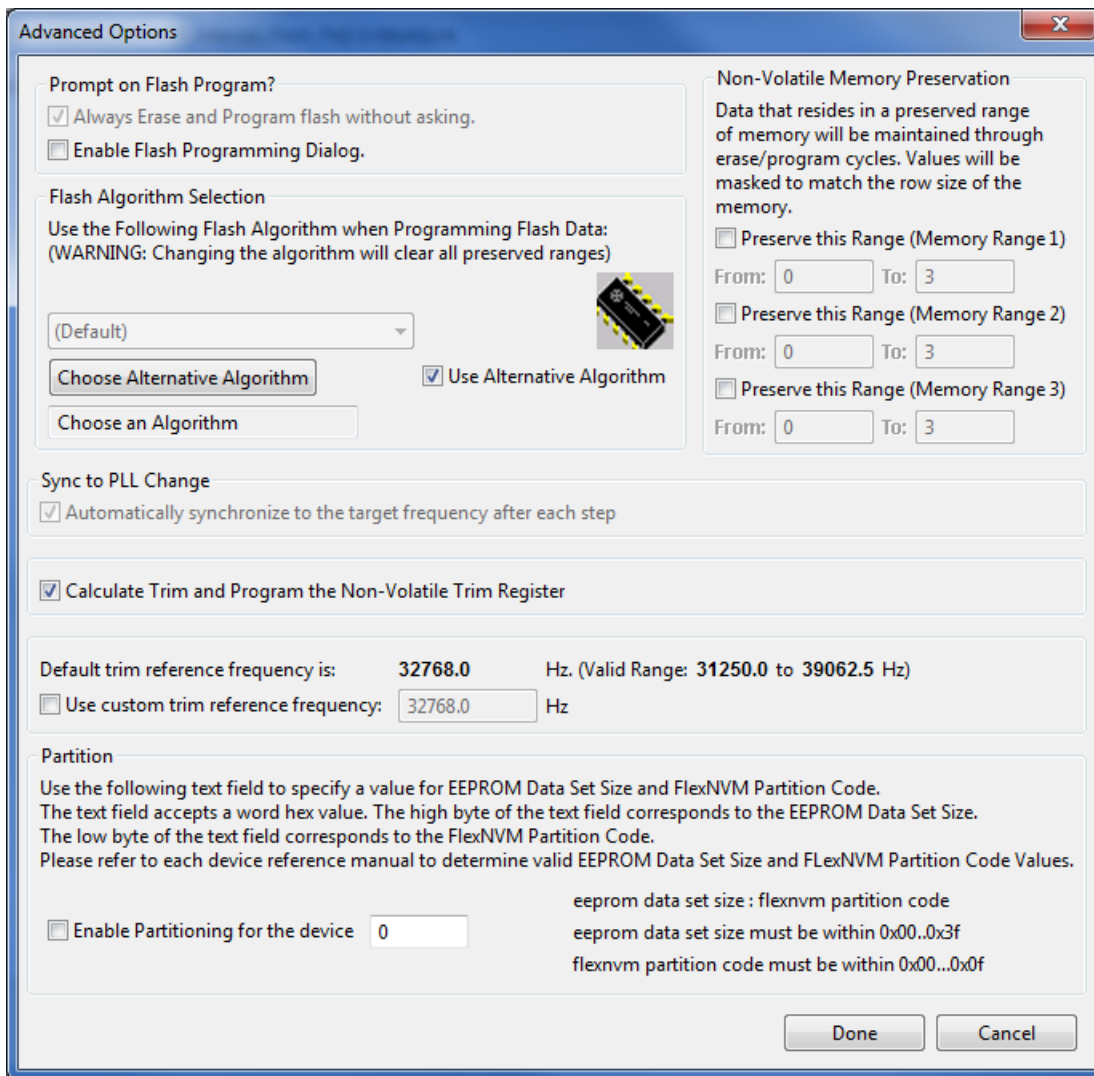 Advanced Options
Prompt on Flash Program?
Always Erase and Program flash without asking.
Enable Flash Programming Dialog.
Flash Algorithm Selection
Use the Following Flash Algorithm when Programming Flash Data:
(WARNING: Changing the algorithm will clear all preserved ranges)
(Default)
Choose Alternative Algorithm
Use Alternative Algorithm
Choose an Algorithm
Non-Volatile Memory Preservation
Data that resides in a preserved range
of memory will be maintained through
erase/program cycles. Values will be
masked to match the row size of the
memory.
Preserve this Range (Memory Range 1)
From: 0 To: 3
Preserve this Range (Memory Range 2)
From: 0 To: 3
Preserve this Range (Memory Range 3)
From: 0 To: 3
Sync to PLL Change
Automatically synchronize to the target frequency after each step
Calculate Trim and Program the Non-Volatile Trim Register
Default trim reference frequency is: 32768.0 Hz. (Valid Range: 31250.0 to 39062.5 Hz)
Use custom trim reference frequency: 32768.0 Hz
Partition
Use the following text field to specify a value for EEPROM Data Set Size and FlexNVM Partition Code.
The text field accepts a word hex value. The high byte of the text field corresponds to the EEPROM Data Set Size.
The low byte of the text field corresponds to the FlexNVM Partition Code.
Please refer to each device reference manual to determine valid EEPROM Data Set Size and FLexNVM Partition Code Values.
eeprom data set size : flexnvm partition code
Enable Partitioning for the device 0
eeprom data set size must be within 0x00..0x3f
flexnvm partition code must be within 0x00...0x0f
Done
Cancel